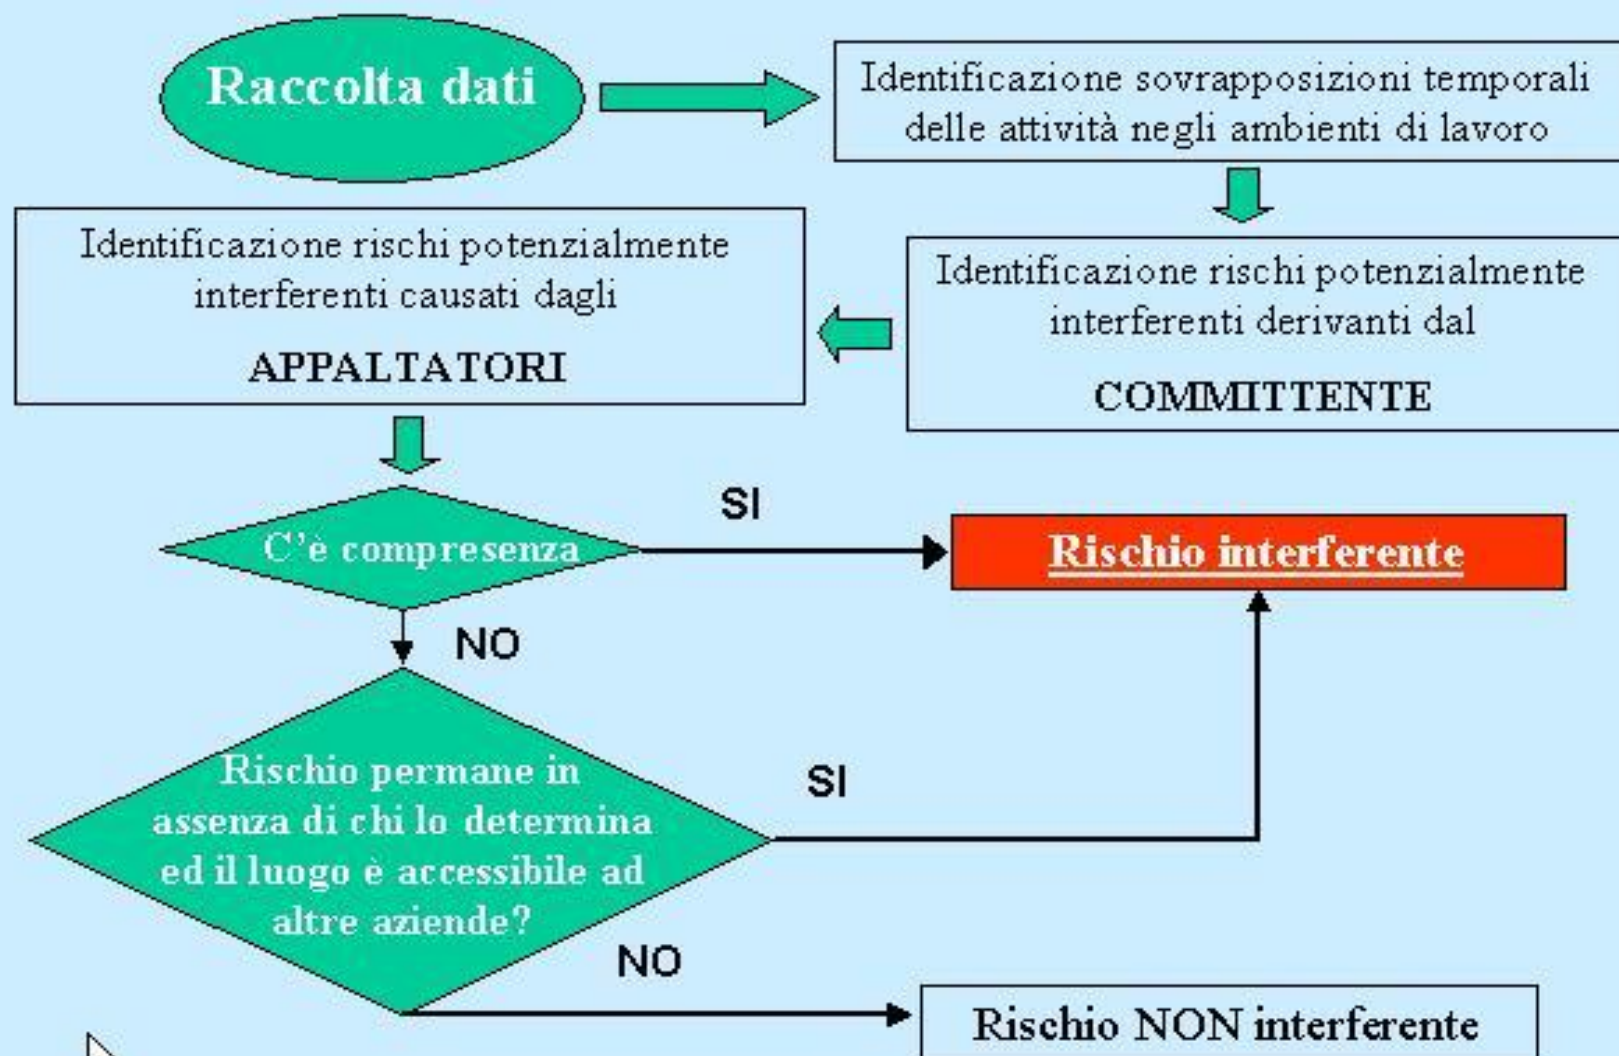 Raccolta dati
Identificazione sovrapposizioni temporali
delle attività negli ambienti di lavoro
Identificazione rischi potenzialmente
interferenti derivanti dal
COMMITTENTE
Identificazione rischi potenzialmente
interferenti causati dagli
APPALTATORI
C'è compresenza
SI
Rischio interferente
NO
Rischio permane in
assenza di chi lo determina
ed il luogo è accessibile ad
altre aziende?
SI
NO
Rischio NON interferente